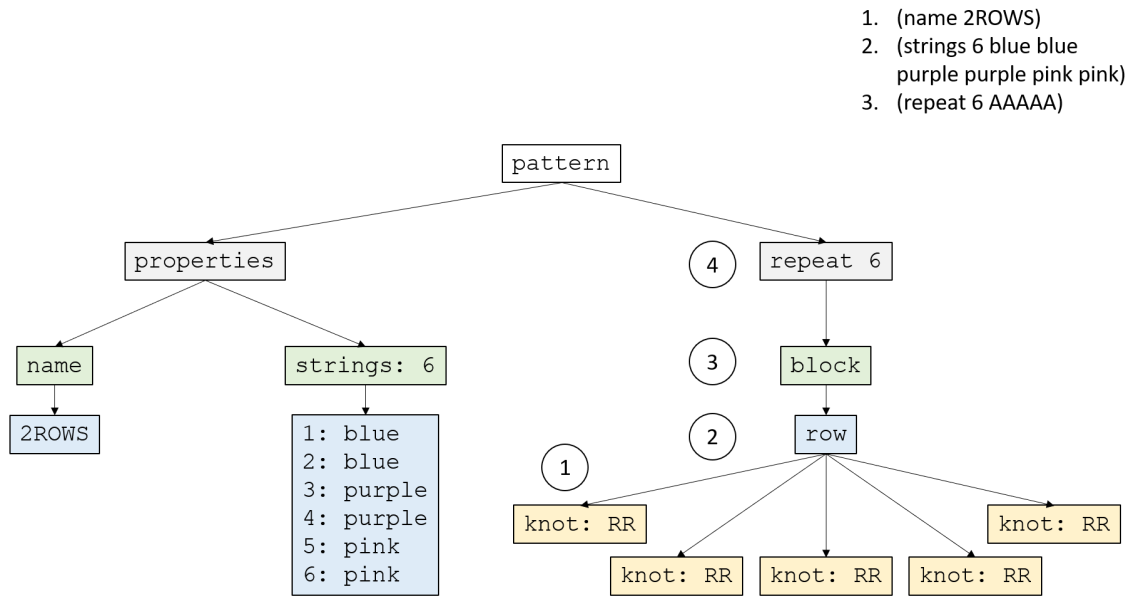 1. (name 2ROWS)
2. (strings 6 blue blue
purple purple pink pink)
3. (repeat 6 AAAAA)
pattern
properties
4
repeat 6
name
strings: 6
3
block
2ROWS
1: blue
2: blue
3: purple
4: purple
5: pink
6: pink
2
row
1
knot: RR
knot: RR
knot: RR
knot: RR
knot: RR